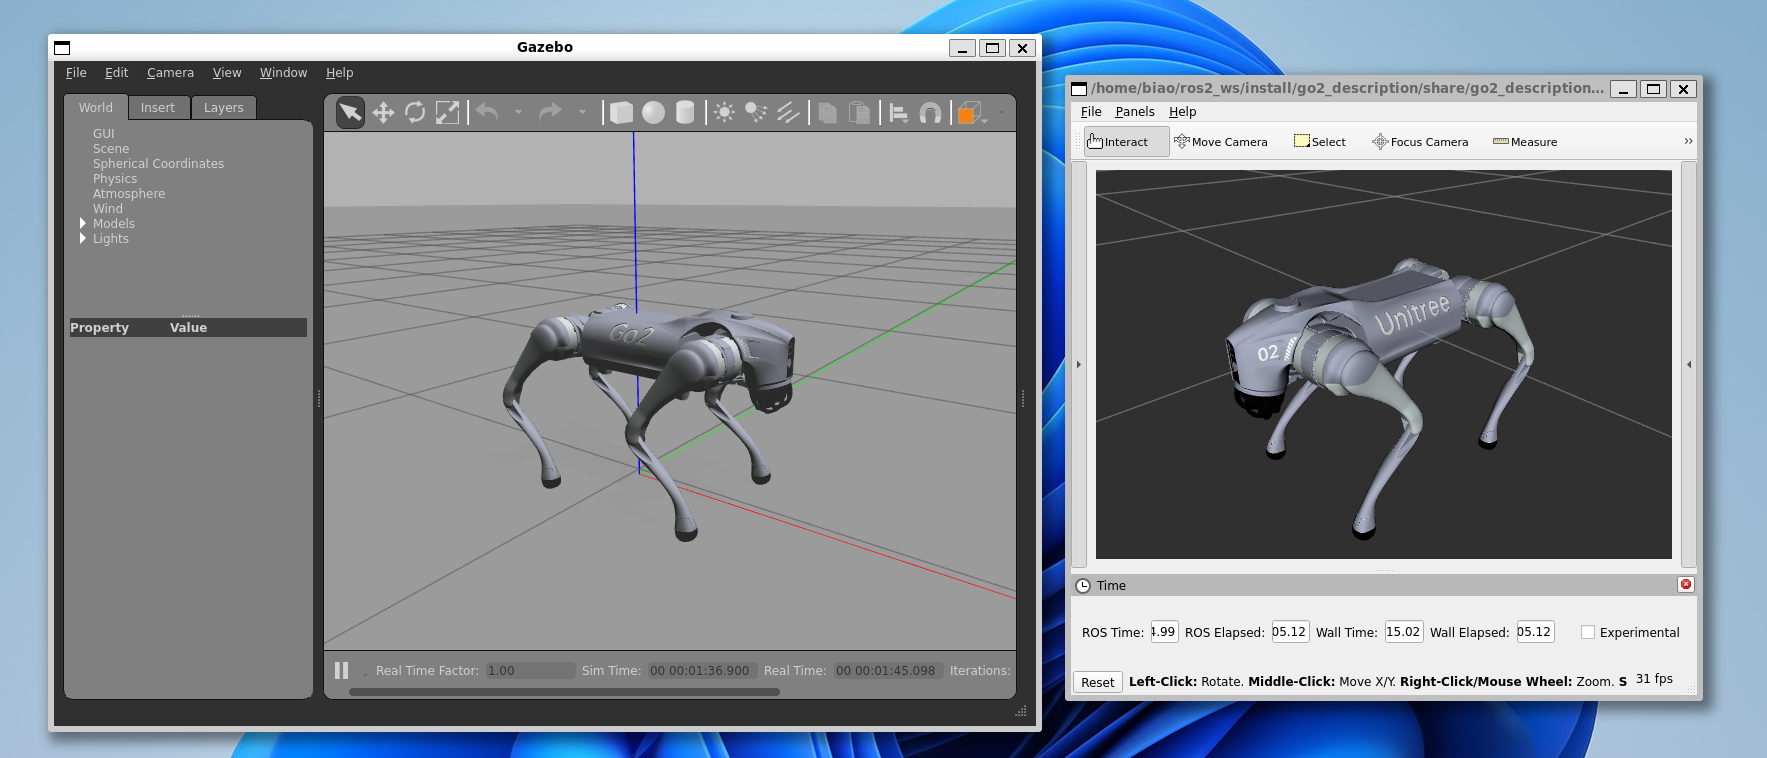 Gazebo
File Edit Camera View Window Help
World Insert Layers
GUI
Scene
Spherical Coordinates
Physics
Atmosphere
Wind
Models
Lights
Property Value
Go2
Real Time Factor: 1.00 Sim Time: 00 00:01:36.900 Real Time: 00 00:01:45.098 Iterations:
/home/biao/ros2_ws/install/go2_description/share/go2_description...
File Panels Help
Interact Move Camera Select Focus Camera Measure »
Unitree
02
Time
ROS Time: 4.99 ROS Elapsed: 05.12 Wall Time: 15.02 Wall Elapsed: 05.12 Experimental
Reset Left-Click: Rotate. Middle-Click: Move X/Y. Right-Click/Mouse Wheel: Zoom. S 31 fps